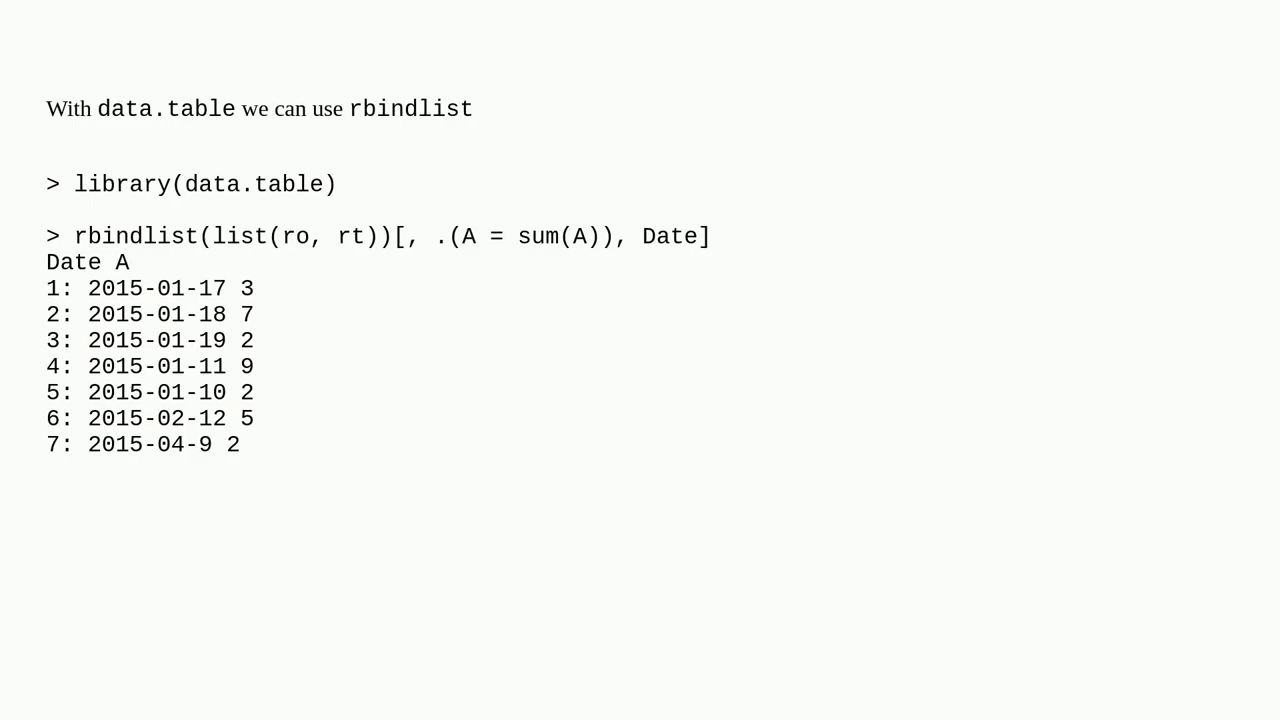 With data.table we can use rbindlist
> library(data.table)
> rbindlist(list(ro, rt))[, .(A = sum(A)), Date]
Date A
1: 2015-01-17 3
2: 2015-01-18 7
3: 2015-01-19 2
4: 2015-01-11 9
5: 2015-01-10 2
6: 2015-02-12 5
7: 2015-04-9 2